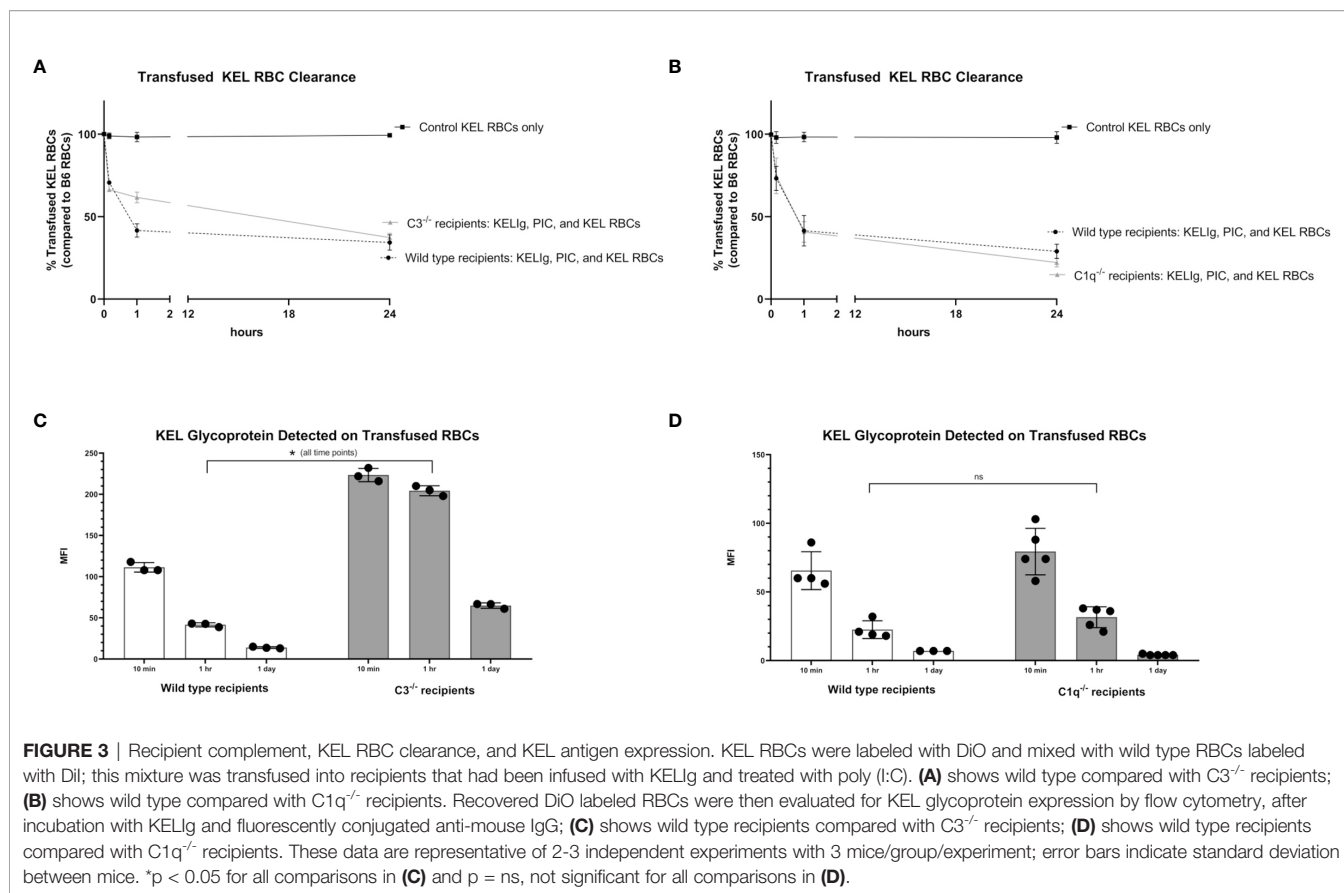 A
Transfused KEL RBC Clearance
% Transfused KEL RBCs
(compared to B6 RBCs)
100
50
0
0 1 2 12 18 24
hours
Control KEL RBCs only
C3-/- recipients: KELIg, PIC, and KEL RBCs
Wild type recipients: KELIg, PIC, and KEL RBCs
B
Transfused KEL RBC Clearance
% Transfused KEL RBCs
(compared to B6 RBCs)
100
50
0
0 1 2 12 18 24
hours
Control KEL RBCs only
Wild type recipients: KELIg, PIC, and KEL RBCs
C1q-/- recipients: KELIg, PIC, and KEL RBCs
C
KEL Glycoprotein Detected on Transfused RBCs
* (all time points)
MFI
250
200
150
100
50
0
10 min 1 hr 1 day 10 min 1 hr 1 day
Wild type recipients C3-/- recipients
D
KEL Glycoprotein Detected on Transfused RBCs
ns
MFI
150
100
50
0
10 min 1 hr 1 day 10 min 1 hr 1 day
Wild type recipients C1q-/- recipients
FIGURE 3 | Recipient complement, KEL RBC clearance, and KEL antigen expression. KEL RBCs were labeled with DiO and mixed with wild type RBCs labeled
with DiI; this mixture was transfused into recipients that had been infused with KELIg and treated with poly (I:C). (A) shows wild type compared with C3-/- recipients;
(B) shows wild type compared with C1q-/- recipients. Recovered DiO labeled RBCs were then evaluated for KEL glycoprotein expression by flow cytometry, after
incubation with KELIg and fluorescently conjugated anti-mouse IgG; (C) shows wild type recipients compared with C3-/- recipients; (D) shows wild type recipients
compared with C1q-/- recipients. These data are representative of 2-3 independent experiments with 3 mice/group/experiment; error bars indicate standard deviation
between mice. *p < 0.05 for all comparisons in (C) and p = ns, not significant for all comparisons in (D).